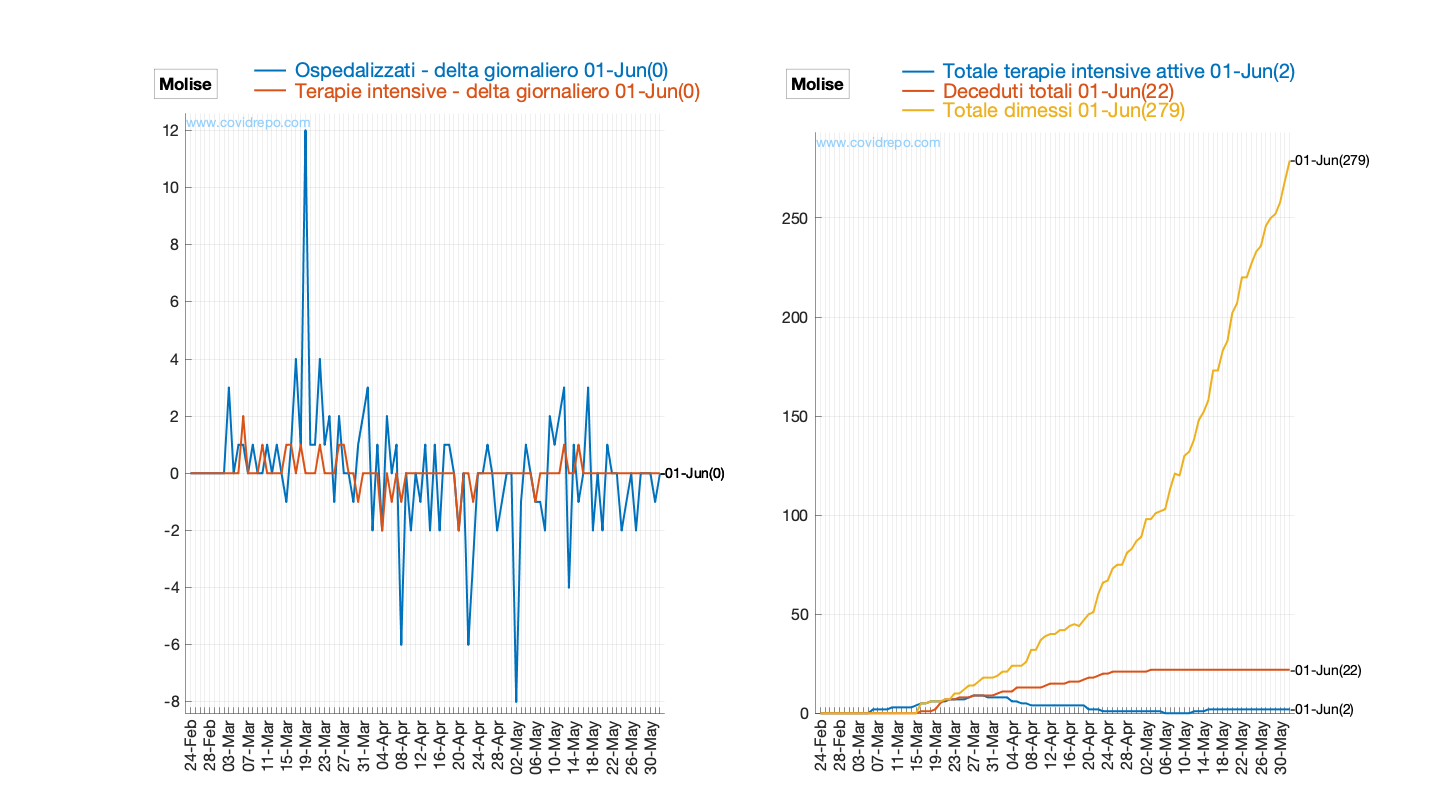 Molise
Ospedalizzati - delta giornaliero 01-Jun(0)
Terapie intensive - delta giornaliero 01-Jun(0)
www.covidrepo.com
12
10
8
6
4
2
0
-2
-4
-6
-8
-01-Jun(0)
24-Feb
28-Feb
03-Mar
07-Mar
11-Mar
15-Mar
19-Mar
23-Mar
27-Mar
31-Mar
04-Apr
08-Apr
12-Apr
16-Apr
20-Apr
24-Apr
28-Apr
02-May
06-May
10-May
14-May
18-May
22-May
26-May
30-May
Molise
Totale terapie intensive attive 01-Jun(2)
Deceduti totali 01-Jun(22)
Totale dimessi 01-Jun(279)
www.covidrepo.com
250
200
150
100
50
0
-01-Jun(279)
-01-Jun(22)
-01-Jun(2)
24-Feb
28-Feb
03-Mar
07-Mar
11-Mar
15-Mar
19-Mar
23-Mar
27-Mar
31-Mar
04-Apr
08-Apr
12-Apr
16-Apr
20-Apr
24-Apr
28-Apr
02-May
06-May
10-May
14-May
18-May
22-May
26-May
30-May